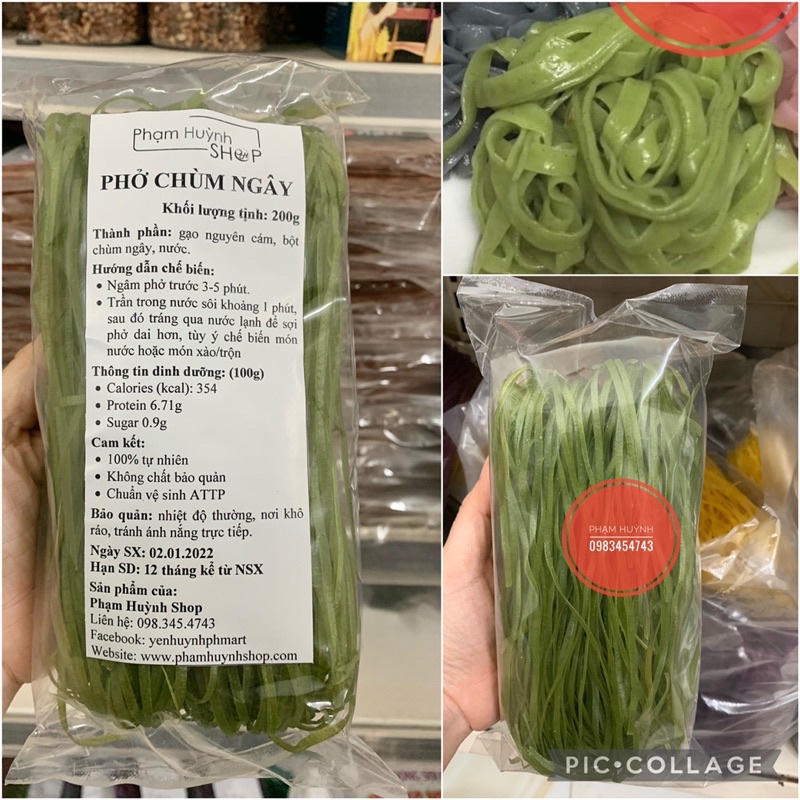 Phạm Huỳnh
SHOP
PHỞ CHÙM NGÂY
Khối lượng tịnh: 200g
Thành phần: gạo nguyên cám, bột
chùm ngây, nước.
Hướng dẫn chế biến:
• Ngâm phở trước 3-5 phút.
• Trần trong nước sôi khoảng 1 phút,
sau đó tráng qua nước lạnh để sợi
phở dai hơn, tùy ý chế biến món
nước hoặc món xào/trộn
Thông tin dinh dưỡng: (100g)
• Calories (kcal): 354
• Protein 6.71g
• Sugar 0.9g
Cam kết:
• 100% tự nhiên
• Không chất bảo quản
• Chuẩn vệ sinh ATTP
Bảo quản: nhiệt độ thường, nơi khô
ráo, tránh ánh nắng trực tiếp.
Ngày SX: 02.01.2022
Hạn SD: 12 tháng kể từ NSX
Sản phẩm của:
Phạm Huỳnh Shop
Liên hệ: 098.345.4743
Facebook: yenhuynhphmart
Website: www.phamhuynhshop.com
PHẠM HUỲNH
0983454743
PIC•COLLAGE